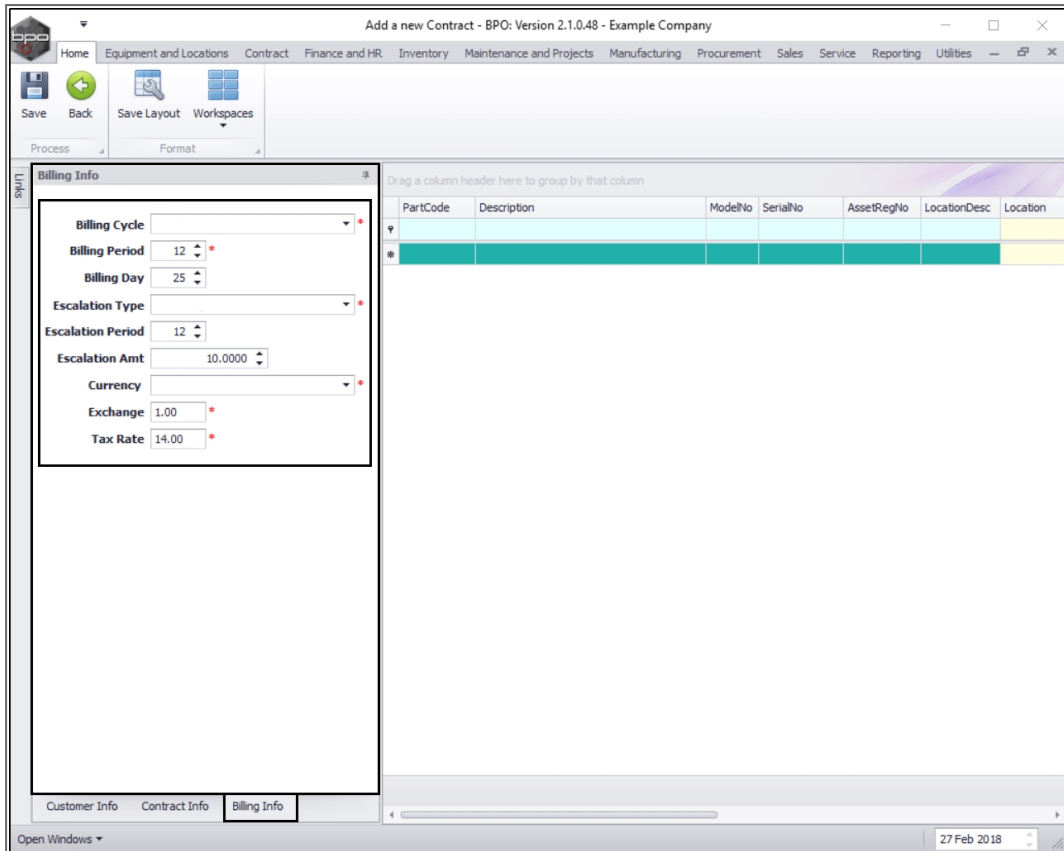 Add a new Contract - BPO: Version 2.1.0.48 - Example Company
bpo
Home Equipment and Locations Contract Finance and HR Inventory Maintenance and Projects Manufacturing Procurement Sales Service Reporting Utilities
Save Back Save Layout Workspaces
Process Format
Links
Billing Info
Billing Cycle *
Billing Period 12 *
Billing Day 25
Escalation Type *
Escalation Period 12
Escalation Amt 10.0000
Currency *
Exchange 1.00 *
Tax Rate 14.00 *
Customer Info Contract Info Billing Info
Drag a column header here to group by that column
PartCode Description ModelNo SerialNo AssetRegNo LocationDesc Location
Open Windows 27 Feb 2018